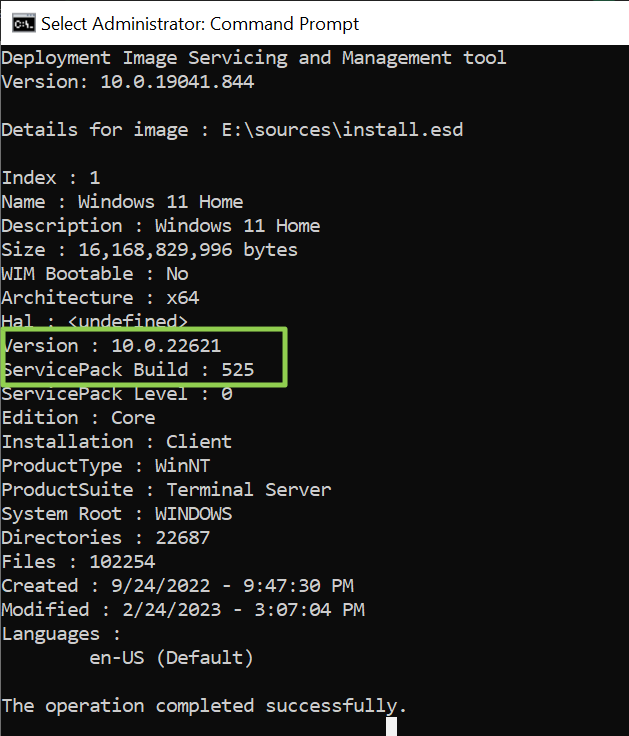 Select Administrator: Command Prompt
Deployment Image Servicing and Management tool
Version: 10.0.19041.844
Details for image : E:\sources\install.esd
Index : 1
Name : Windows 11 Home
Description : Windows 11 Home
Size : 16,168,829,996 bytes
WIM Bootable : No
Architecture : x64
Hal : <undefined>
Version : 10.0.22621
ServicePack Build : 525
ServicePack Level : 0
Edition : Core
Installation : Client
ProductType : WinNT
ProductSuite : Terminal Server
System Root : WINDOWS
Directories : 22687
Files : 102254
Created : 9/24/2022 - 9:47:30 PM
Modified : 2/24/2023 - 3:07:04 PM
Languages :
en-US (Default)
The operation completed successfully.